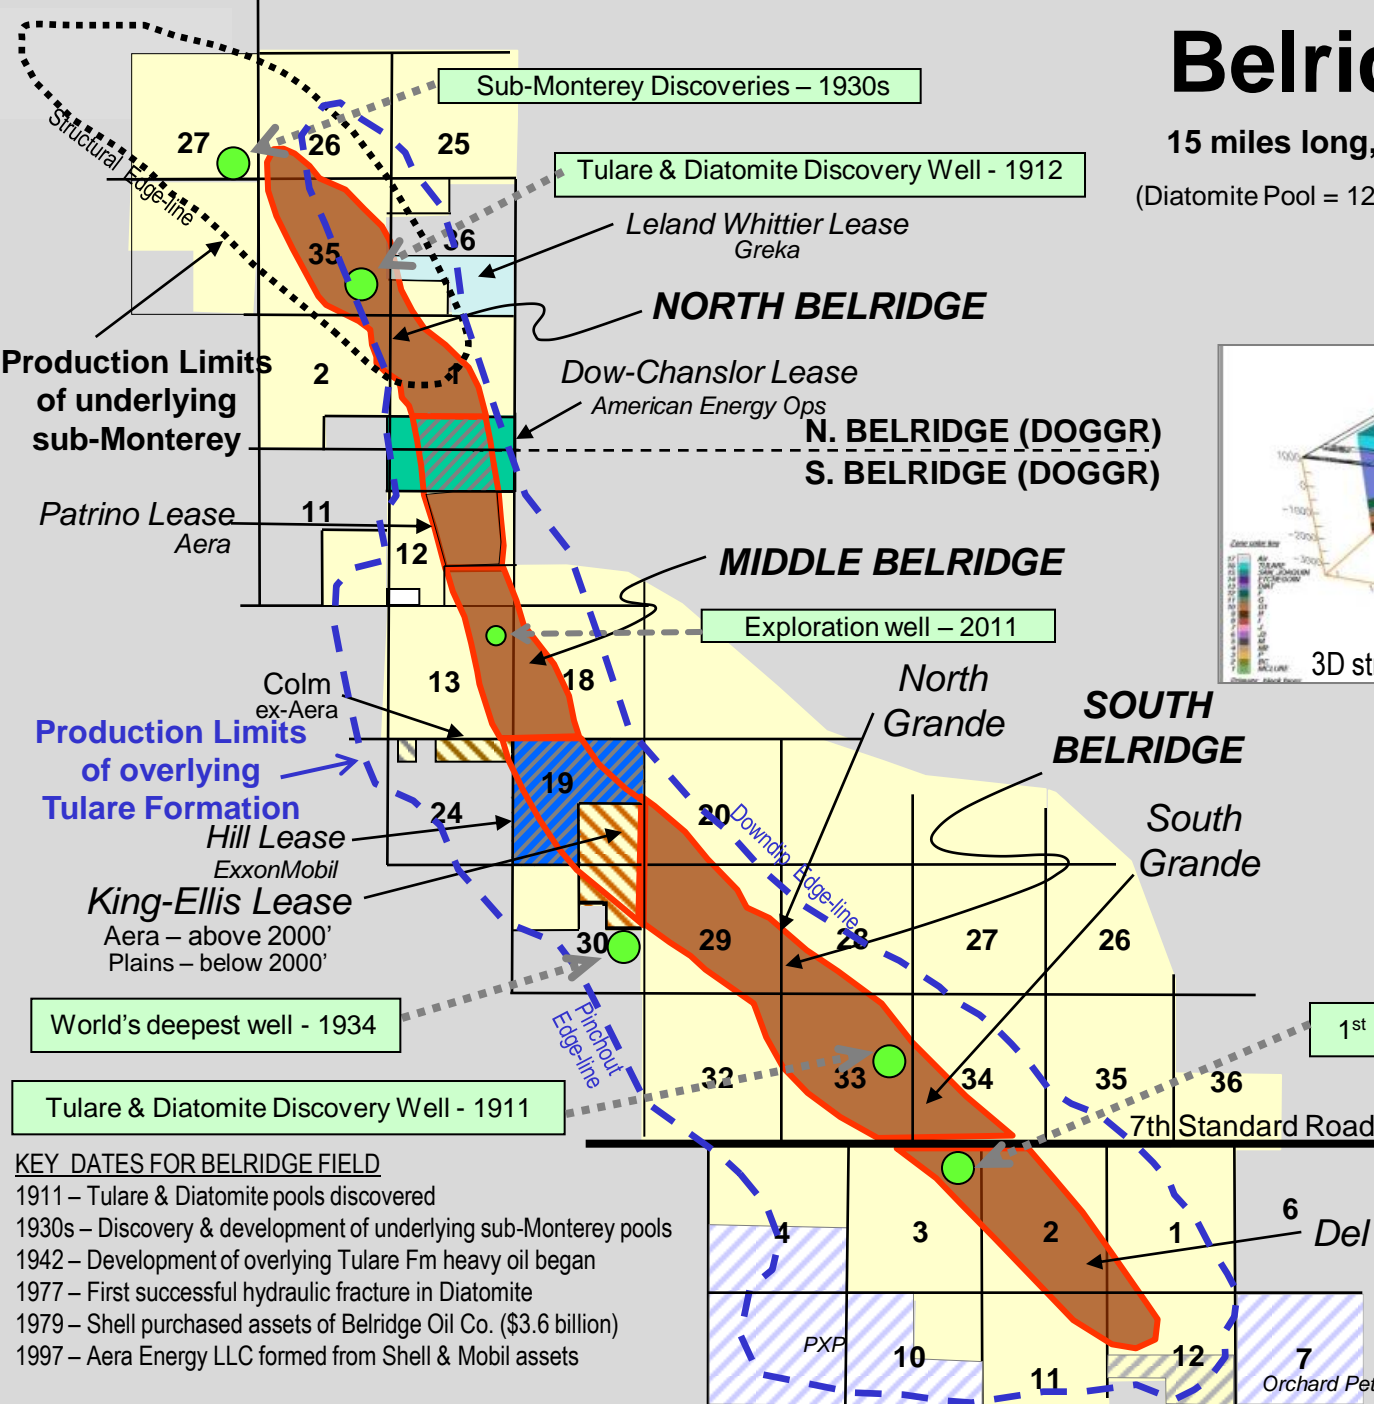 Belri
15 miles long,
(Diatomite Pool = 12
Sub-Monterey Discoveries – 1930s
27
26
25
Structural Edge-line
Tulare & Diatomite Discovery Well - 1912
Leland Whittier Lease
Greka
36
35
NORTH BELRIDGE
Production Limits
of underlying
sub-Monterey
2
1
Dow-Chanslor Lease
American Energy Ops
N. BELRIDGE (DOGGR)
S. BELRIDGE (DOGGR)
Patrino Lease
Aera
11
12
MIDDLE BELRIDGE
Exploration well – 2011
3D st
13
18
Colm
ex-Aera
North
Grande
SOUTH
BELRIDGE
Production Limits
of overlying
Tulare Formation
19
20
24
South
Grande
Hill Lease
ExxonMobil
King-Ellis Lease
Aera – above 2000’
Plains – below 2000’
Downdip Edge-line
30
29
28
27
26
World’s deepest well - 1934
Pinchout
Edge-line
1st
32
33
34
35
36
Tulare & Diatomite Discovery Well - 1911
7th Standard Road
KEY DATES FOR BELRIDGE FIELD
1911 – Tulare & Diatomite pools discovered
1930s – Discovery & development of underlying sub-Monterey pools
1942 – Development of overlying Tulare Fm heavy oil began
1977 – First successful hydraulic fracture in Diatomite
1979 – Shell purchased assets of Belridge Oil Co. ($3.6 billion)
1997 – Aera Energy LLC formed from Shell & Mobil assets
4
3
2
1
6
Del
PXP
10
11
12
7
Orchard Pet